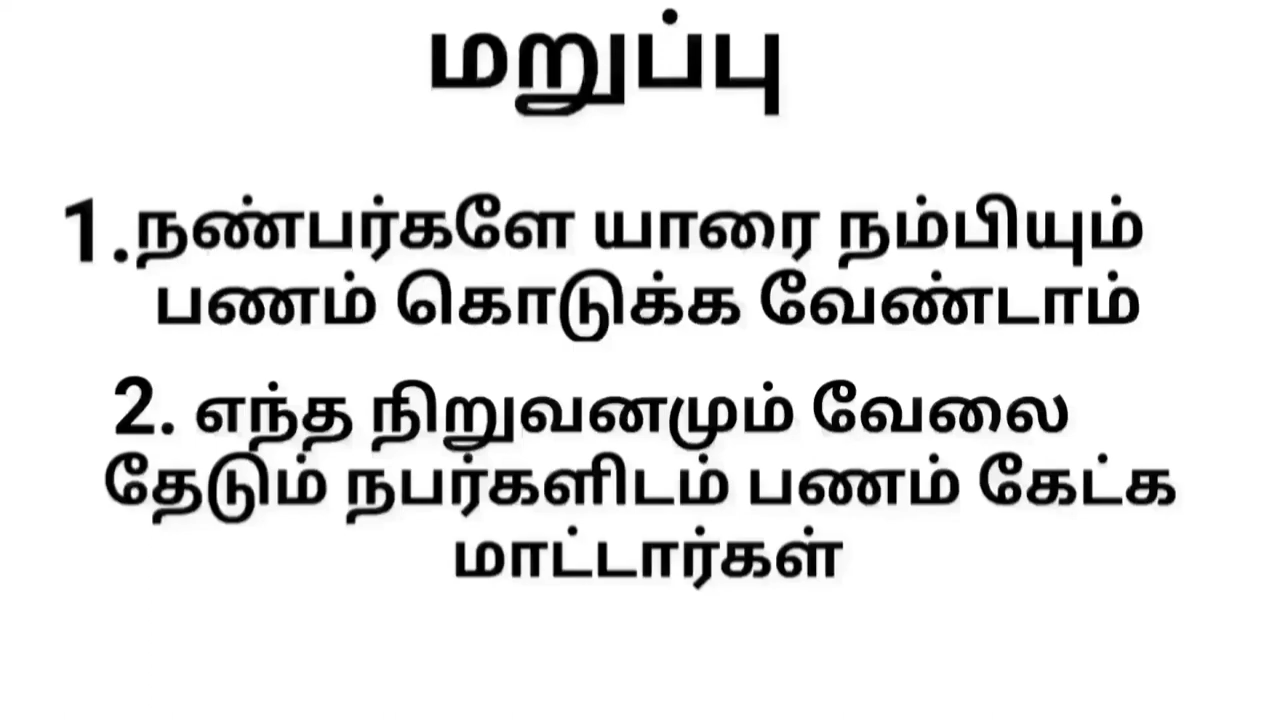 மறுப்பு
1.நண்பர்களே யாரை நம்பியும்
பணம் கொடுக்க வேண்டாம்
2. எந்த நிறுவனமும் வேலை
தேடும் நபர்களிடம் பணம் கேட்க
மாட்டார்கள்